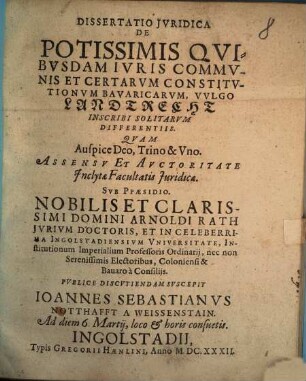 8
DISSERTATIO JVRIDICA
DE
POTISSIMIS QVI-
BVSDAM IVRIS COMMV-
NIS ET CERTARVM CONSTITV-
TIONVM BAVARICARVM, VVLGO
LANDTRECHT
INSCRIBI SOLITARVM
DIFFERENTIIS.
QVAM
Auspice Deo, Trino & Vno.
ASSENSV ET AVCTORITATE
Inclytæ Facultatis Juridicæ.
SVB PRÆSIDIO.
NOBILIS ET CLARIS-
SIMI DOMINI ARNOLDI RATH
JVRIVM DOCTORIS, ET IN CELEBERRI-
MA INGOLSTADIENSIVM VNIVERSITATE, In-
stitutionum Imperialium Professoris Ordinarij, nec non
Serenissimis Electoribus, Coloniensi &
Bauaro à Consilijs.
PVBLICE DISCVTIENDAM SVSCEPIT
IOANNES SEBASTIANVS
NOTTHAFFT A WEISSENSTAIN.
Ad diem 6 Martij, loco & horis consuetis.
INGOLSTADII,
Typis GREGORII HÆNLINI, Anno M. DC. XXXII.